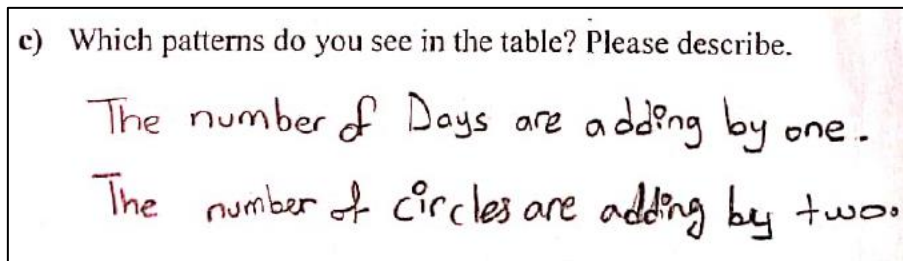 c) Which patterns do you see in the table? Please describe.
The number of Days are adding by one.
The number of circles are adding by two.